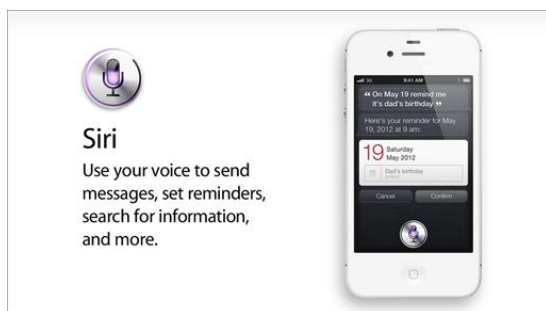 Siri
Use your voice to send
messages, set reminders,
search for information,
and more.
3G 9:41 AM
“ On May 19 remind me
it's dad's birthday ”
Here's your reminder for May
19, 2012 at 9 am:
19 Saturday
May 2012
Dad's birthday
Cancel Confirm